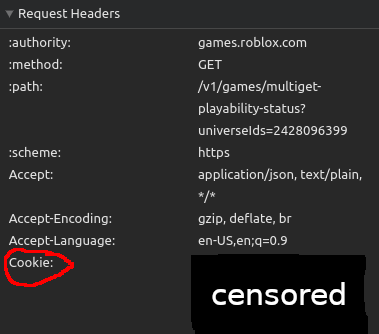 Request Headers
:authority: games.roblox.com
:method: GET
:path: /v1/games/multiget-
playability-status?
universeIds=2428096399
:scheme: https
Accept: application/json, text/plain,
*/*
Accept-Encoding: gzip, deflate, br
Accept-Language: en-US,en;q=0.9
Cookie:
censored